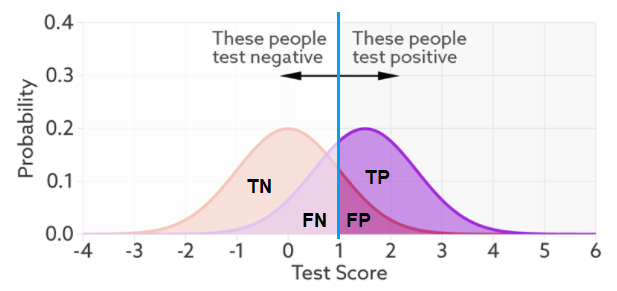 0.4
These people
test negative
These people
test positive
0.3
Probability
0.2
TN
TP
0.1
FN
FP
0.0
-4 -3 -2 -1 0 1 2 3 4 5 6
Test Score